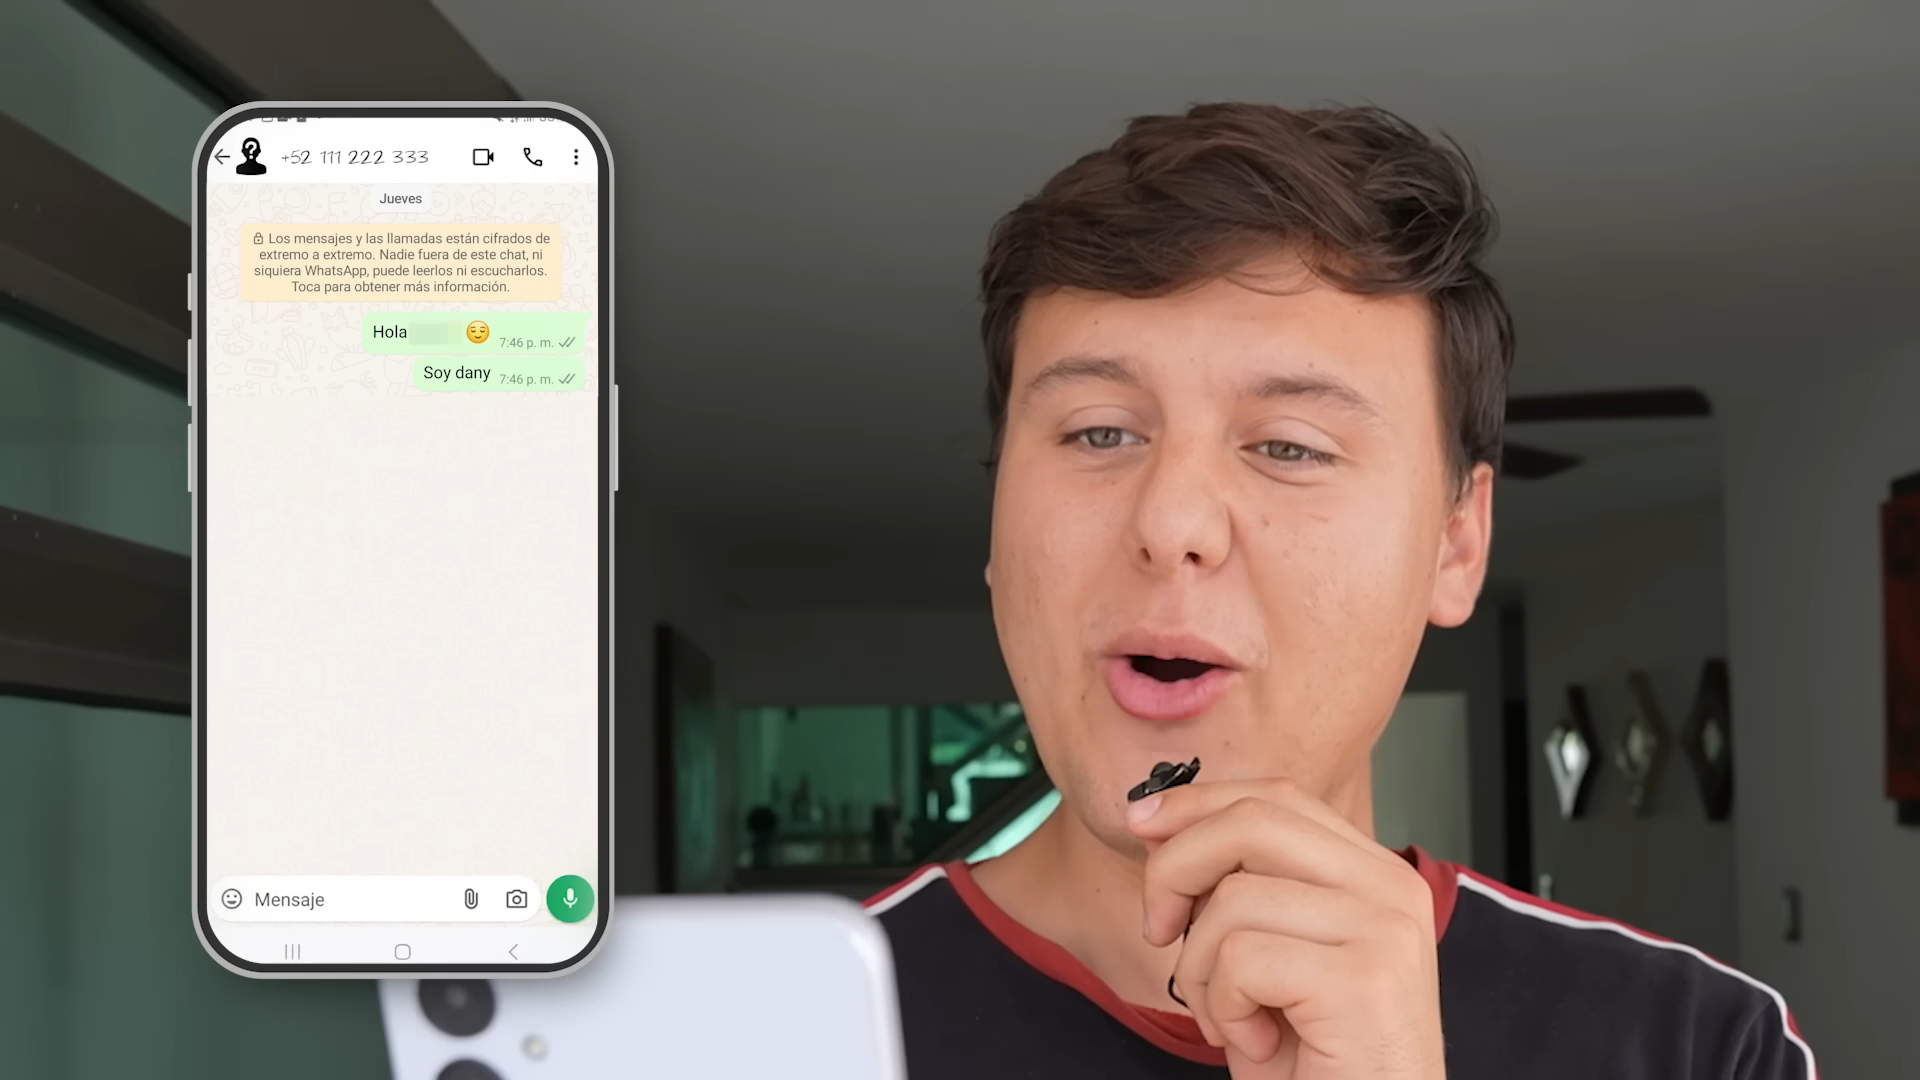 +52 111 222 333
Jueves
Los mensajes y las llamadas están cifrados de
extremo a extremo. Nadie fuera de este chat, ni
siquiera WhatsApp, puede leerlos ni escucharlos.
Toca para obtener más información.
Hola 😌 7:46 p. m.
Soy dany 7:46 p. m.
Mensaje